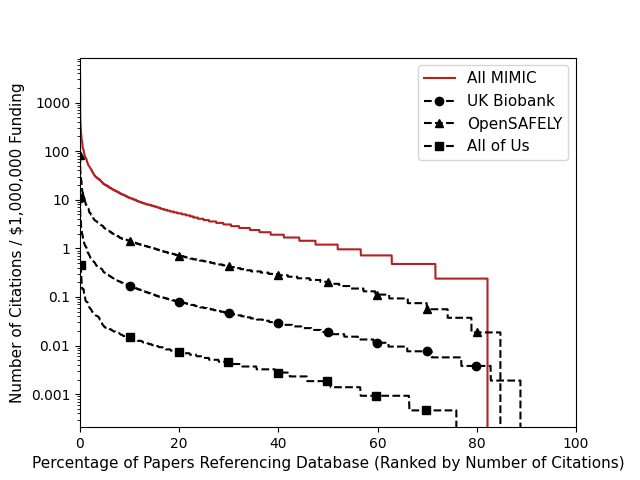 All MIMIC
UK Biobank
OpenSAFELY
All of Us
Number of Citations / $1,000,000 Funding
1000
100
10
1
0.1
0.01
0.001
0 20 40 60 80 100
Percentage of Papers Referencing Database (Ranked by Number of Citations)